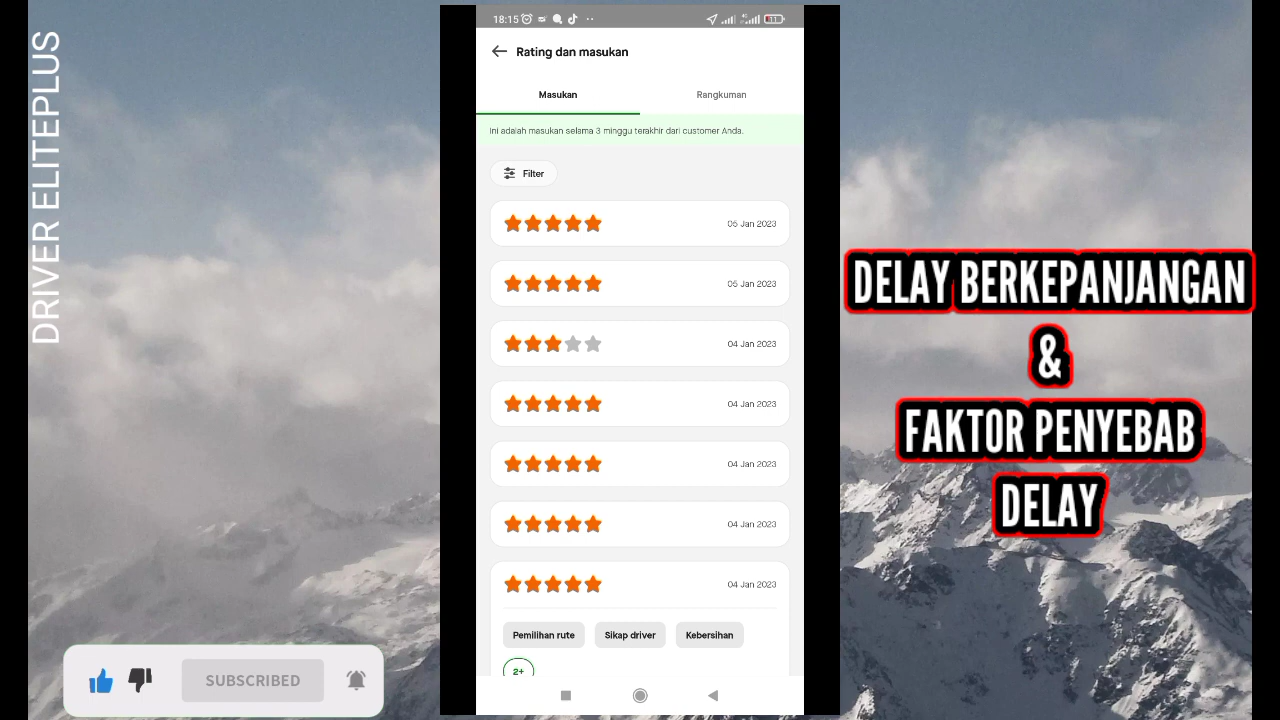 DRIVER ELITEPLUS
18:15
11
Rating dan masukan
Masukan
Rangkuman
Ini adalah masukan selama 3 minggu terakhir dari customer Anda.
Filter
05 Jan 2023
05 Jan 2023
04 Jan 2023
04 Jan 2023
04 Jan 2023
04 Jan 2023
04 Jan 2023
Pemilihan rute
Sikap driver
Kebersihan
2+
DELAY BERKEPANJANGAN
&
FAKTOR PENYEBAB
DELAY
SUBSCRIBED